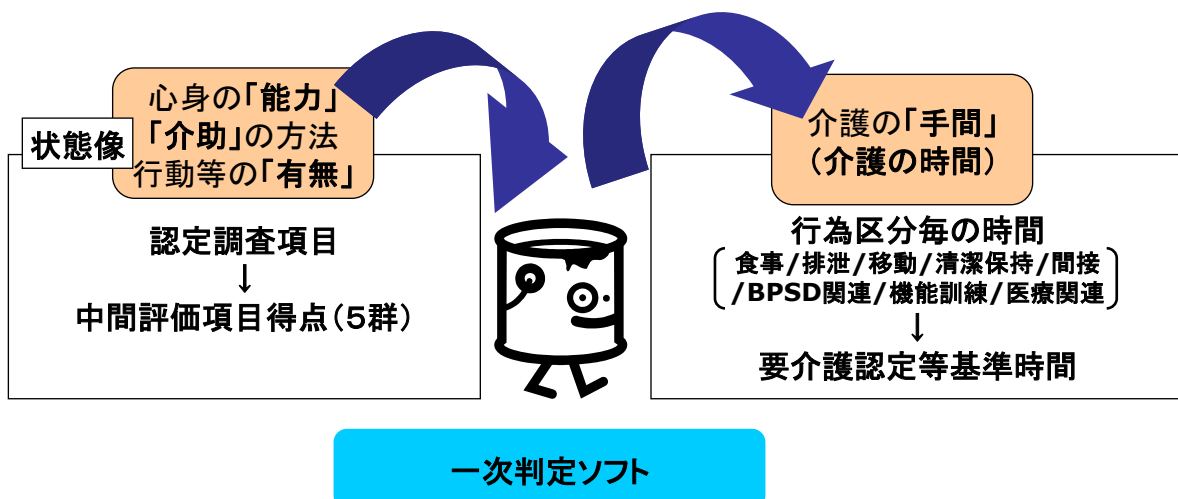 状態像
心身の「能力」
「介助」の方法
行動等の「有無」
認定調査項目
↓
中間評価項目得点(5群)
介護の「手間」
(介護の時間)
行為区分毎の時間
食事/排泄/移動/清潔保持/間接
/BPSD関連/機能訓練/医療関連
↓
要介護認定等基準時間
一次判定ソフト